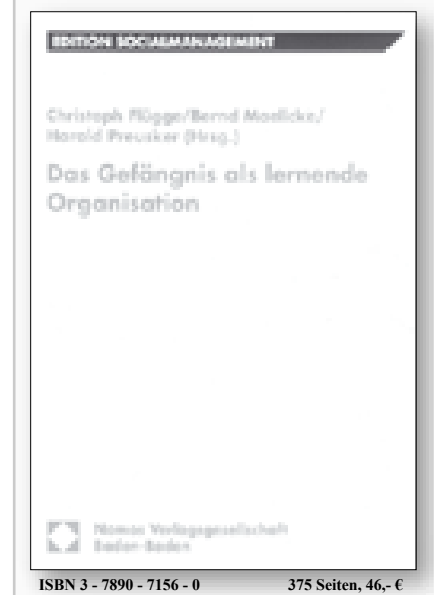 EDITION SOCIALMANAGEMENT
Christoph Flügge/Bernd Maelicke/
Harald Preusker (Hrsg.)
Das Gefängnis als lernende
Organisation
Nomos Verlagsgesellschaft
Baden-Baden
ISBN 3 - 7890 - 7156 - 0 375 Seiten, 46,- €